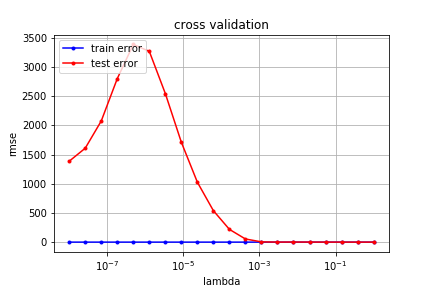 cross validation
train error
test error
3500
3000
2500
2000
1500
1000
500
0
rmse
10⁻⁷ 10⁻⁵ 10⁻³ 10⁻¹
lambda